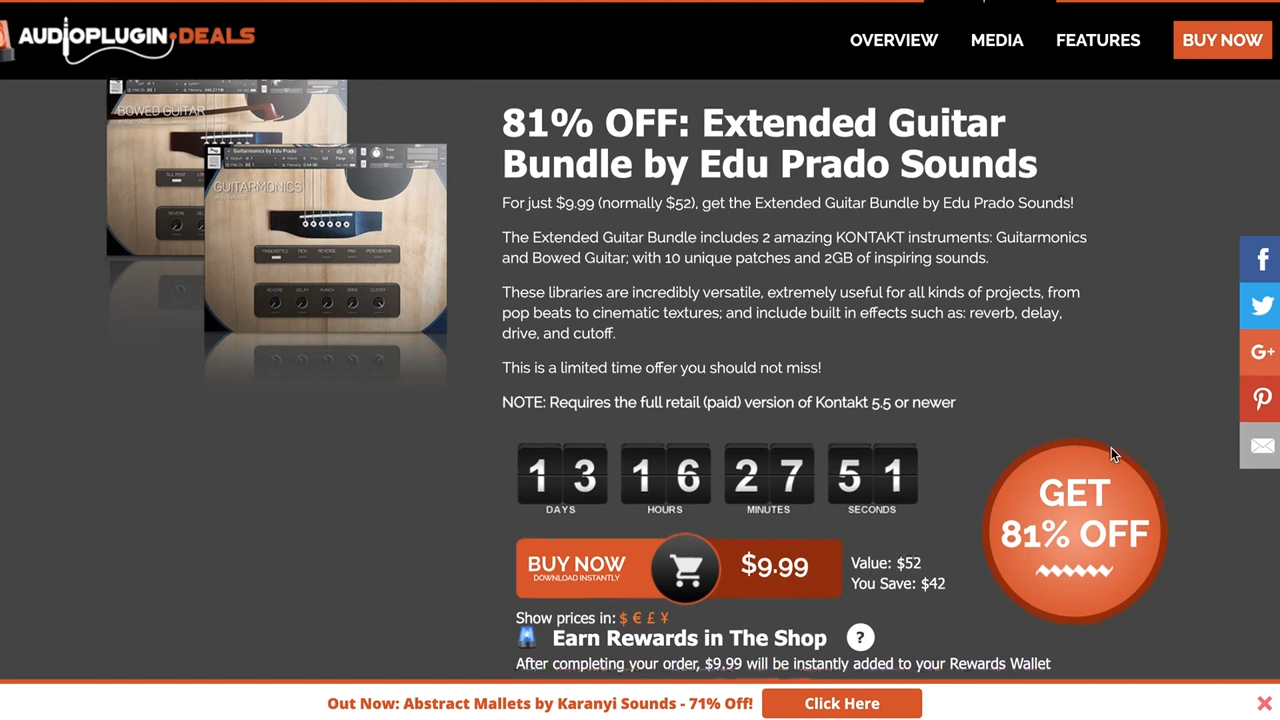 AUDIOPLUGIN.DEALS
OVERVIEW
MEDIA
FEATURES
BUY NOW
BOWED GUITAR
Guitarmonics by Edu Prado
GUITARMONICS
81% OFF: Extended Guitar
Bundle by Edu Prado Sounds
For just $9.99 (normally $52), get the Extended Guitar Bundle by Edu Prado Sounds!
The Extended Guitar Bundle includes 2 amazing KONTAKT instruments: Guitarmonics
and Bowed Guitar; with 10 unique patches and 2GB of inspiring sounds.
These libraries are incredibly versatile, extremely useful for all kinds of projects, from
pop beats to cinematic textures; and include built in effects such as: reverb, delay,
drive, and cutoff.
This is a limited time offer you should not miss!
NOTE: Requires the full retail (paid) version of Kontakt 5.5 or newer
13 16 27 51
DAYS HOURS MINUTES SECONDS
GET
81% OFF
BUY NOW
DOWNLOAD INSTANTLY
$9.99
Value: $52
You Save: $42
Show prices in: $ € £ ¥
Earn Rewards in The Shop ?
After completing your order, $9.99 will be instantly added to your Rewards Wallet
Out Now: Abstract Mallets by Karanyi Sounds - 71% Off!
Click Here